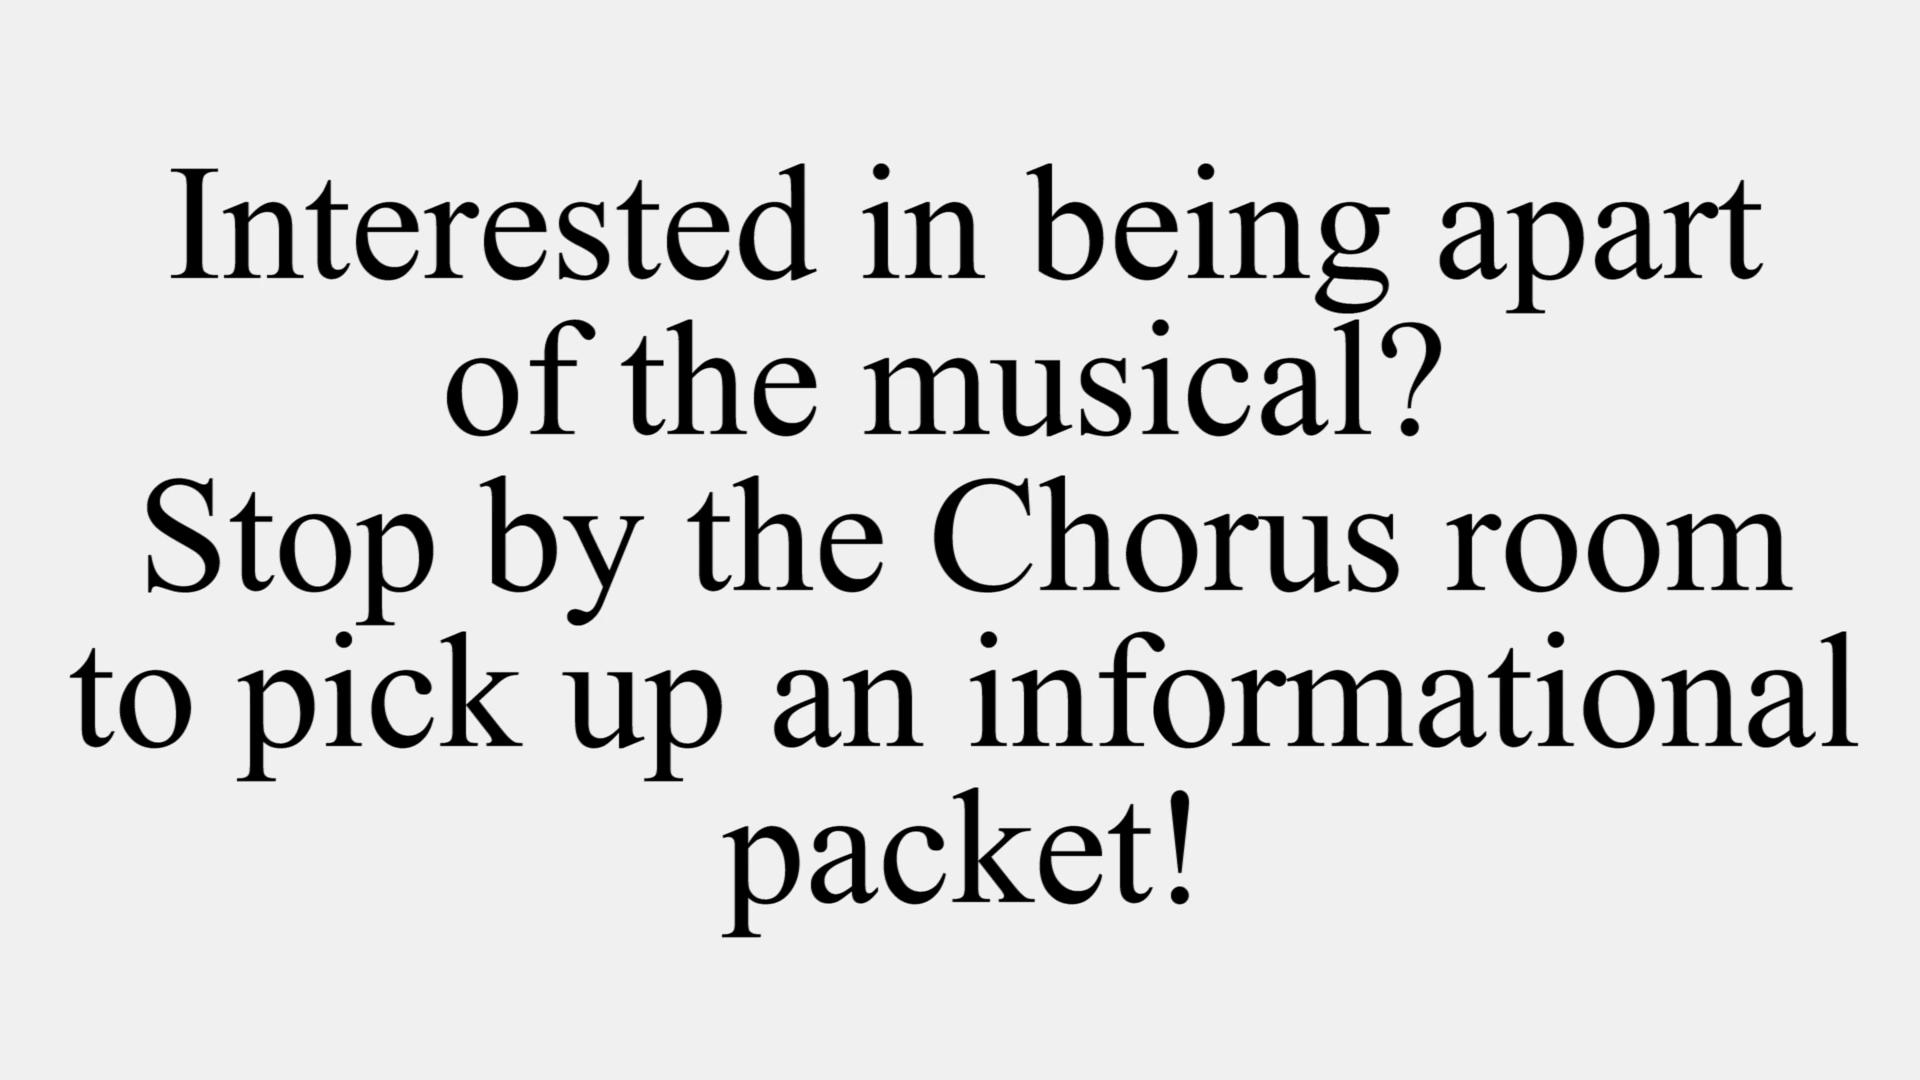 Interested in being apart
of the musical?
Stop by the Chorus room
to pick up an informational
packet!